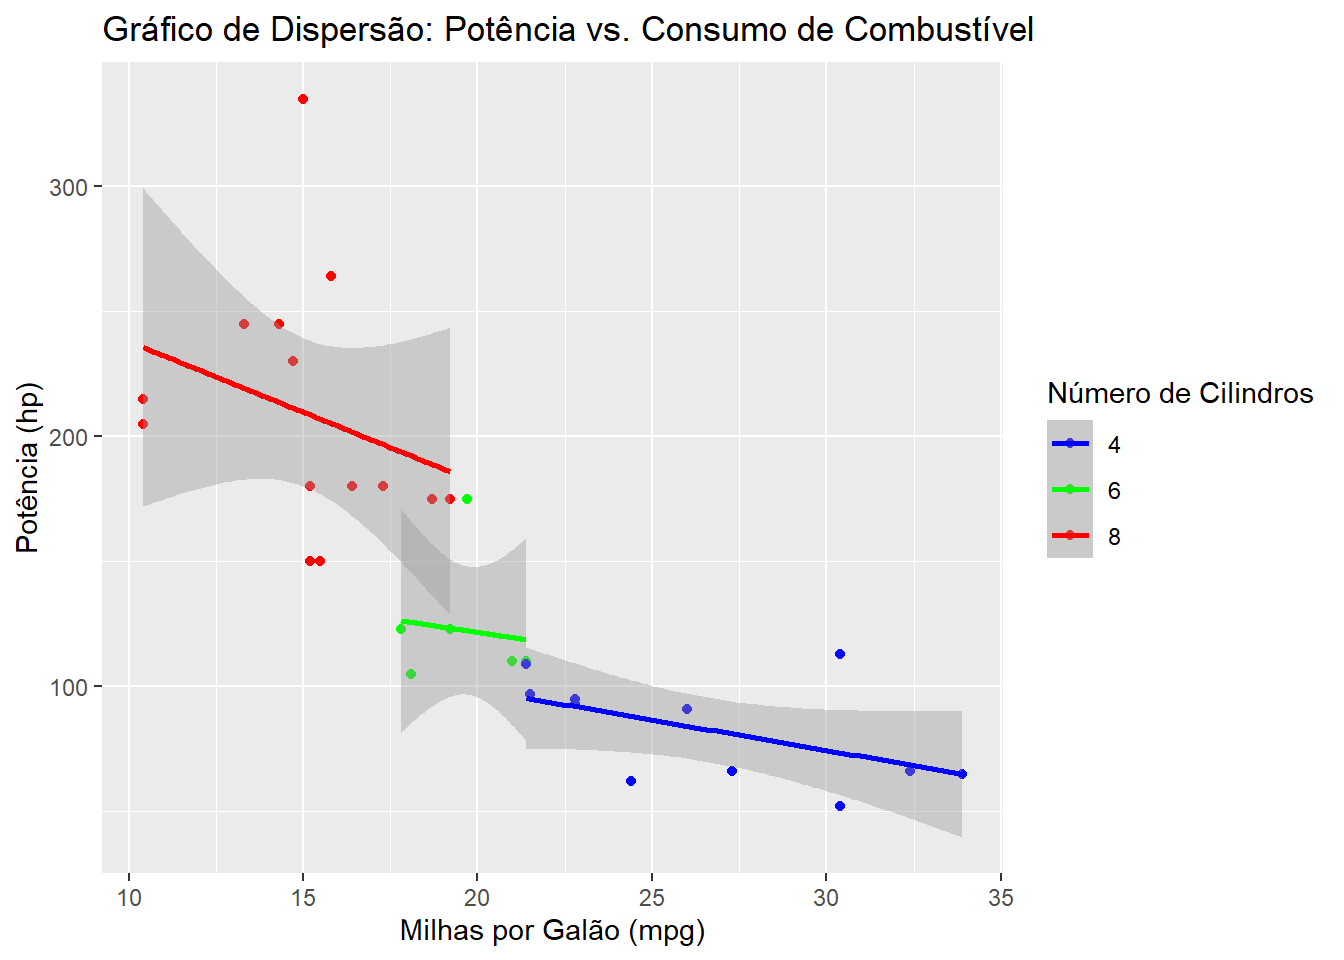 Gráfico de Dispersão: Potência vs. Consumo de Combustível
300
200
100
Potência (hp)
10 15 20 25 30 35
Milhas por Galão (mpg)
Número de Cilindros
4
6
8